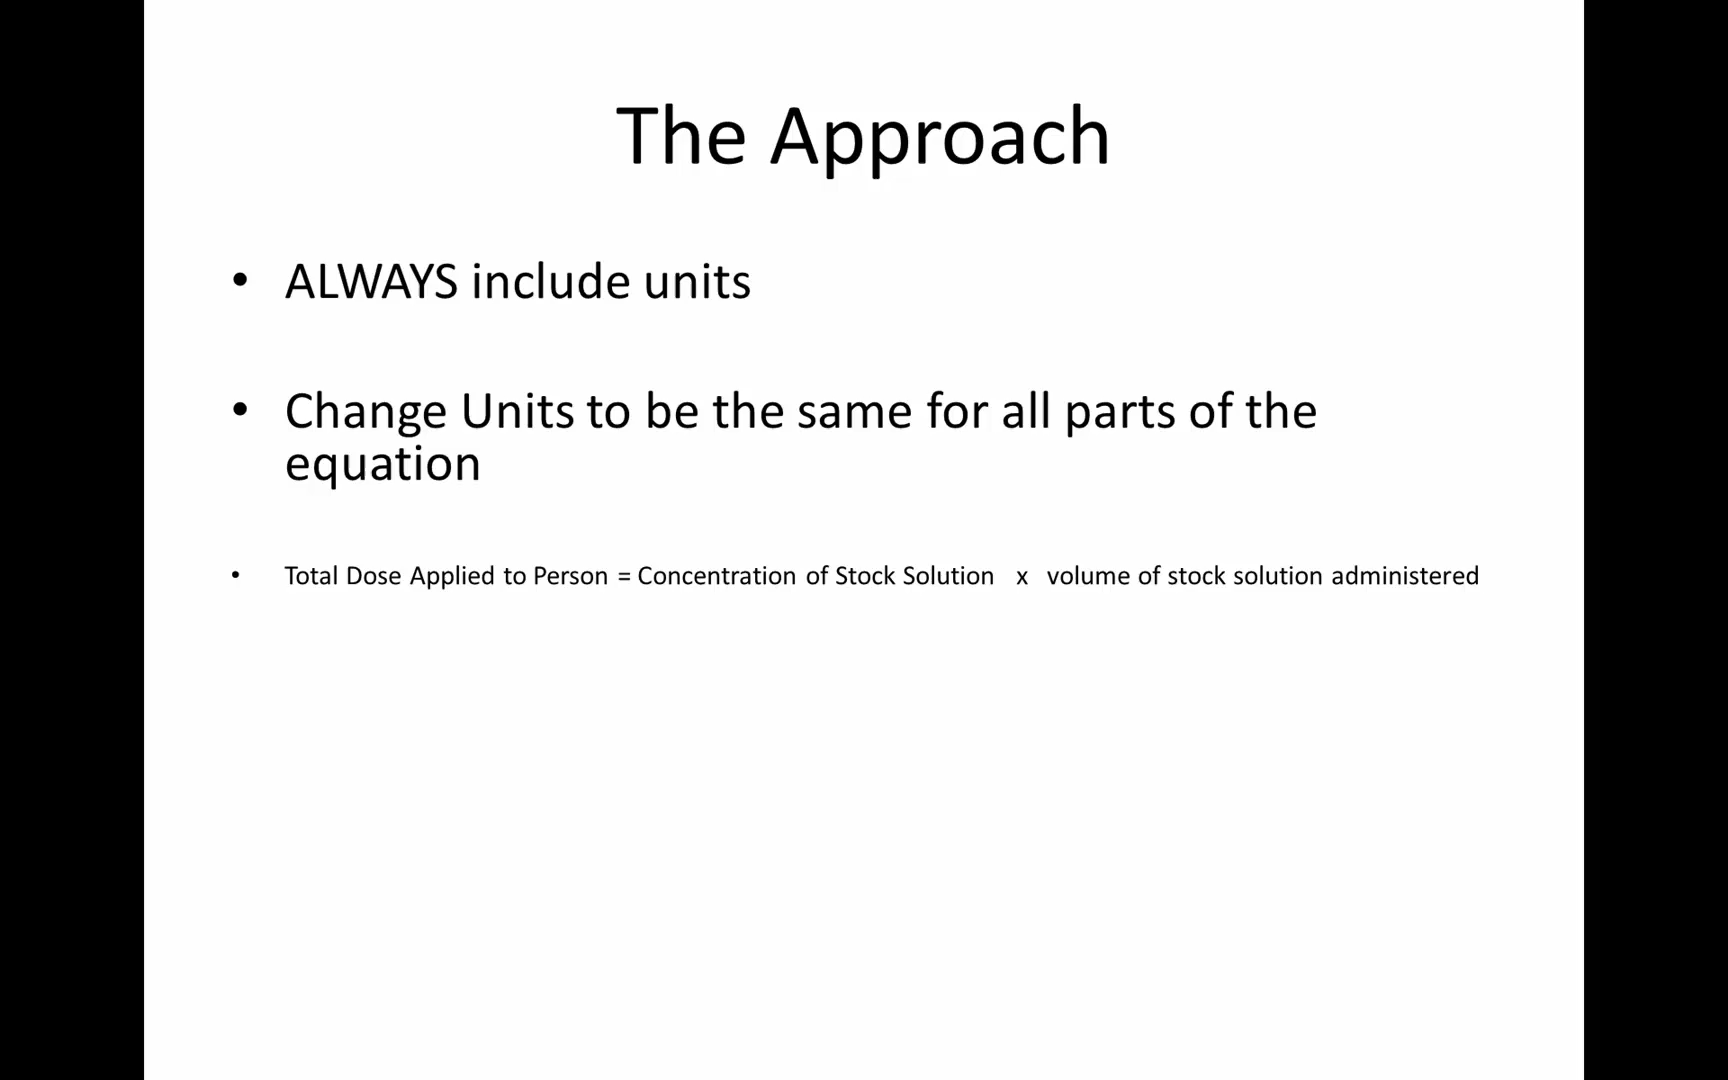 The Approach
• ALWAYS include units
• Change Units to be the same for all parts of the
equation
• Total Dose Applied to Person = Concentration of Stock Solution x volume of stock solution administered